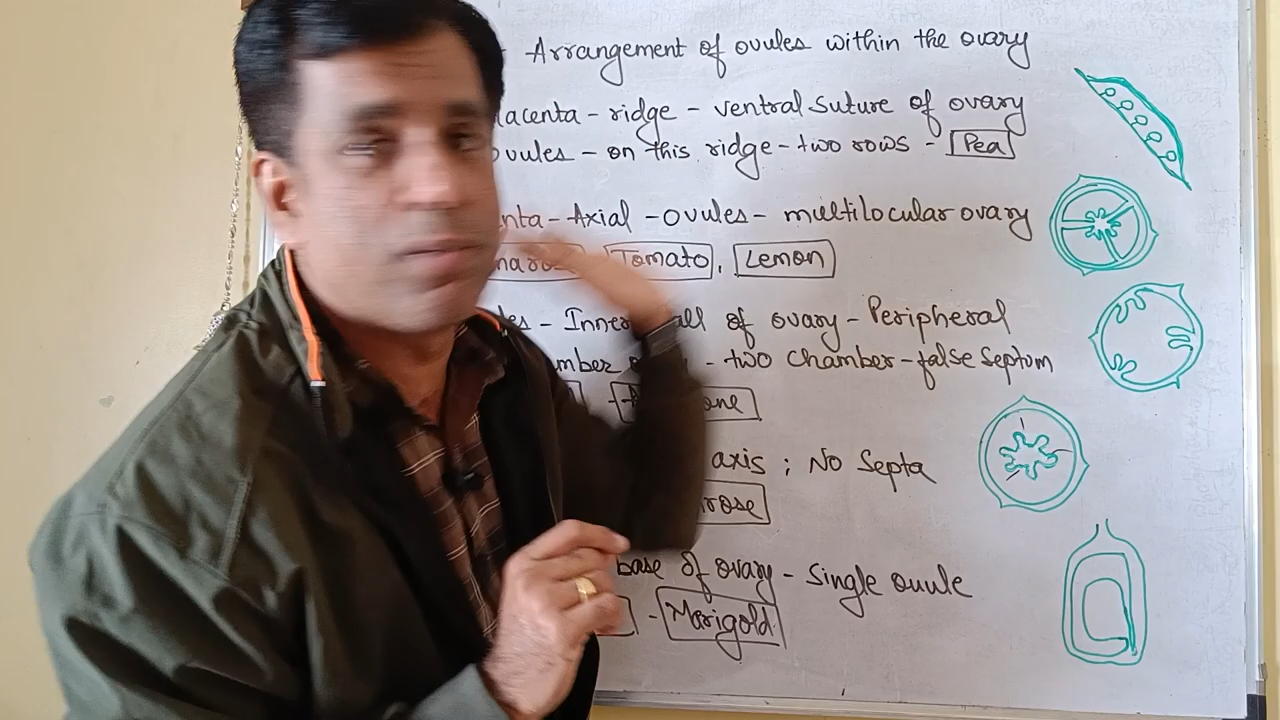 Arrangement of ovules within the ovary
lacenta - ridge - ventral suture of ovary
ovules - on this ridge - two rows - Pea
nta - Axial - ovules - multilocular ovary
Tomato, Lemon
les - Inner all of ovary - Peripheral
mber - two chamber - false septum
one
axis ; No Septa
rose
base of ovary - Single ovule
- Marigold